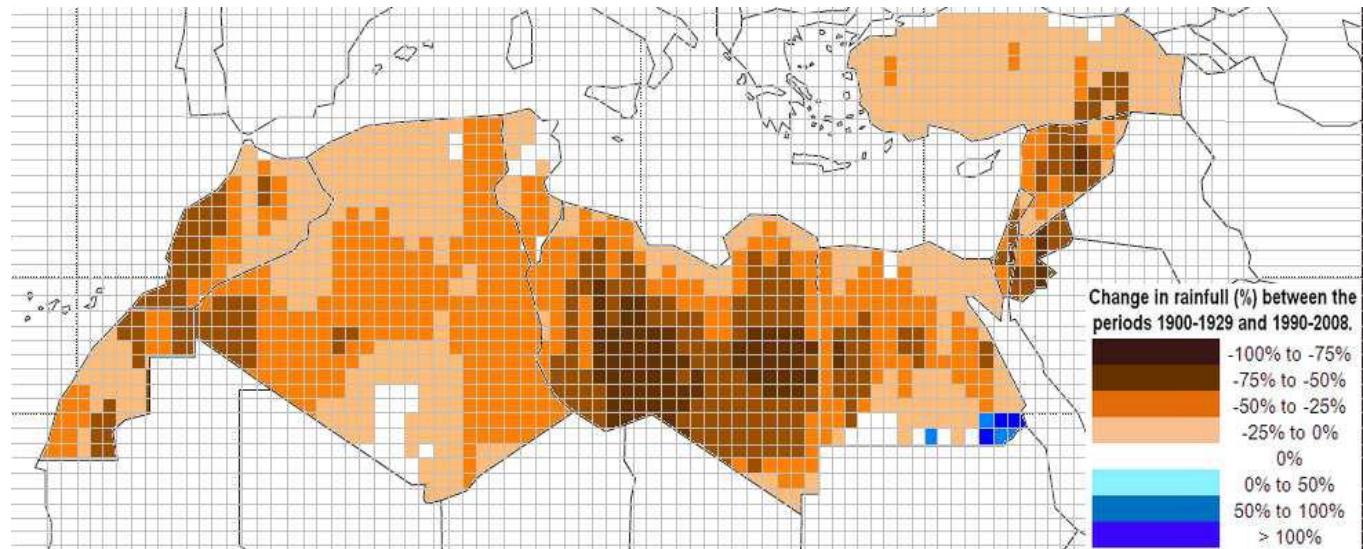 Change in rainfall (%) between the
periods 1900-1929 and 1990-2008.
-100% to -75%
-75% to -50%
-50% to -25%
-25% to 0%
0%
0% to 50%
50% to 100%
> 100%